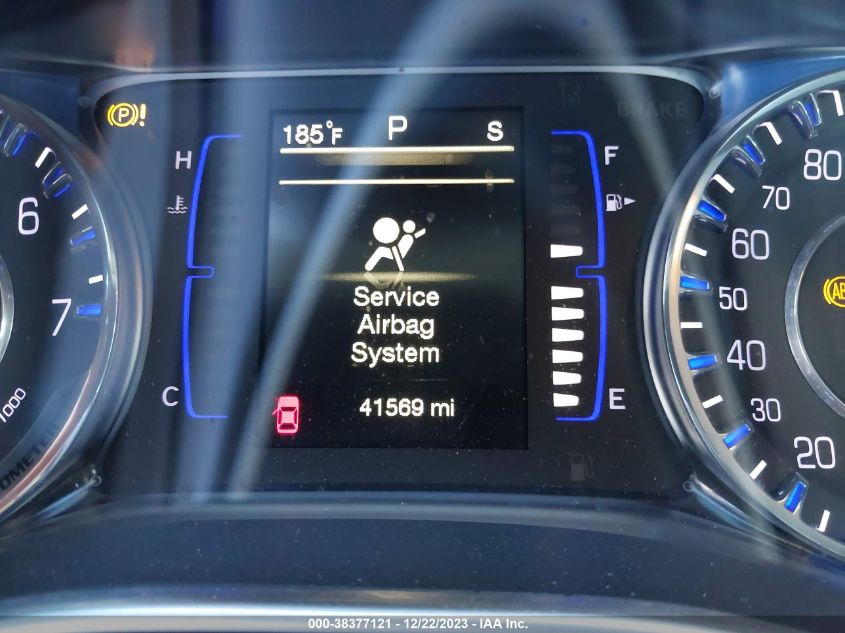 185°F P S
BRAKE
P !
H
F
C
E
Service
Airbag
System
41569 mi
6
7
1000
80
70
60
50
40
30
20
000-38377121 - 12/22/2023 - IAA Inc.